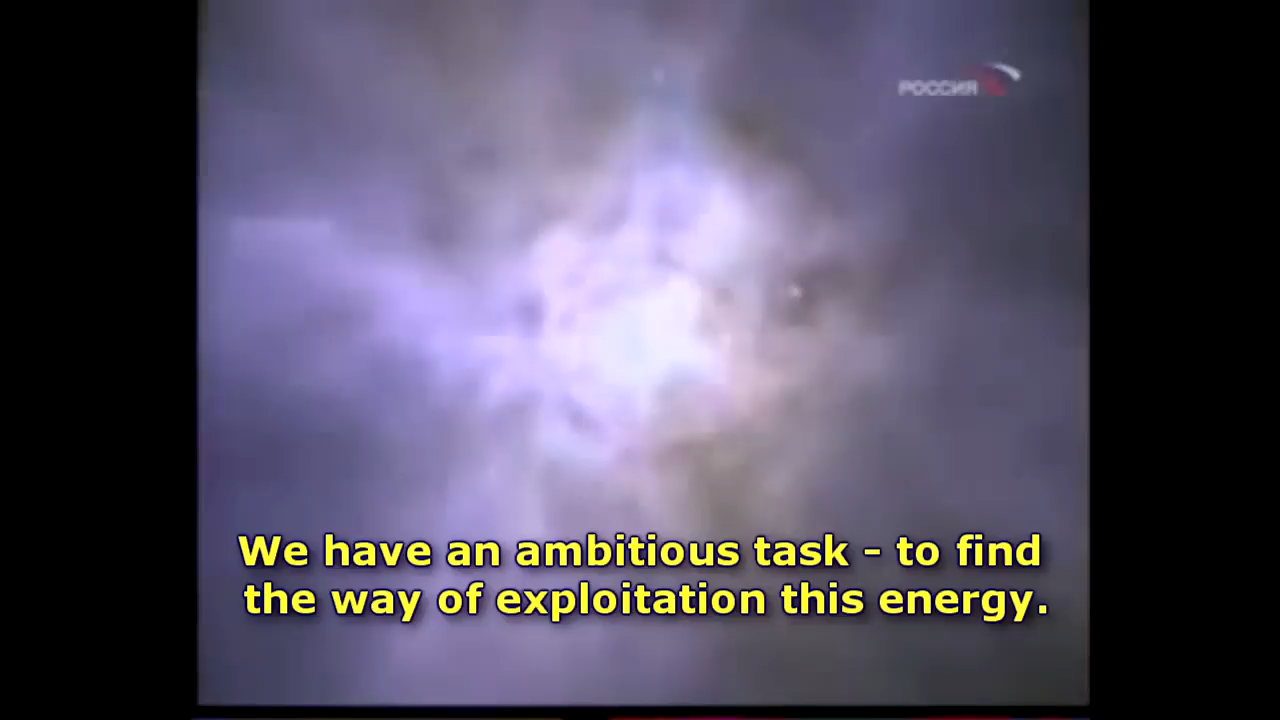 РОССИЯ
We have an ambitious task - to find
the way of exploitation this energy.